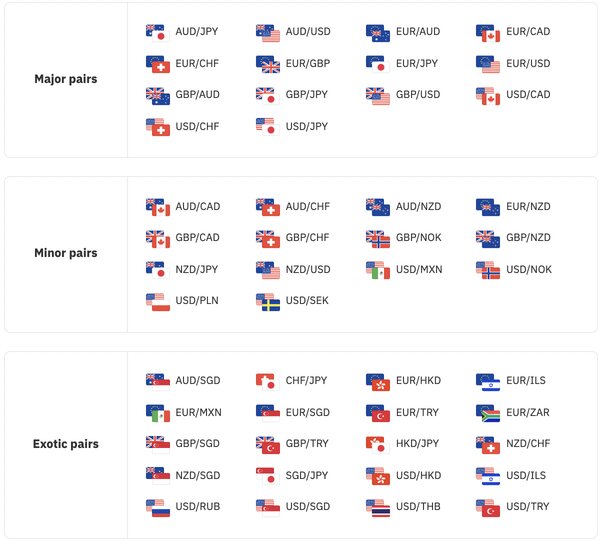 Major pairs
AUD/JPY AUD/USD EUR/AUD EUR/CAD
EUR/CHF EUR/GBP EUR/JPY EUR/USD
GBP/AUD GBP/JPY GBP/USD USD/CAD
USD/CHF USD/JPY
Minor pairs
AUD/CAD AUD/CHF AUD/NZD EUR/NZD
GBP/CAD GBP/CHF GBP/NOK GBP/NZD
NZD/JPY NZD/USD USD/MXN USD/NOK
USD/PLN USD/SEK
Exotic pairs
AUD/SGD CHF/JPY EUR/HKD EUR/ILS
EUR/MXN EUR/SGD EUR/TRY EUR/ZAR
GBP/SGD GBP/TRY HKD/JPY NZD/CHF
NZD/SGD SGD/JPY USD/HKD USD/ILS
USD/RUB USD/SGD USD/THB USD/TRY